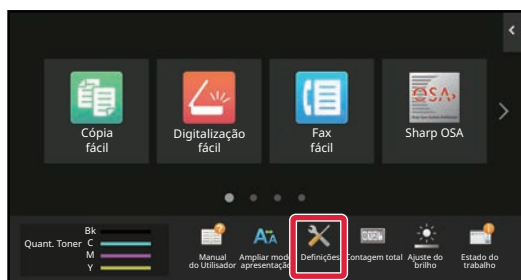 Cópia
fácil
Digitalização
fácil
Fax
fácil
OSA
Sharp OSA
Quant. Toner
Bk
C
M
Y
Manual
do Utilisador
Ampliar modo
apresentação
Definições
Contagem total
Ajuste do
brilho
Estado do
trabalho